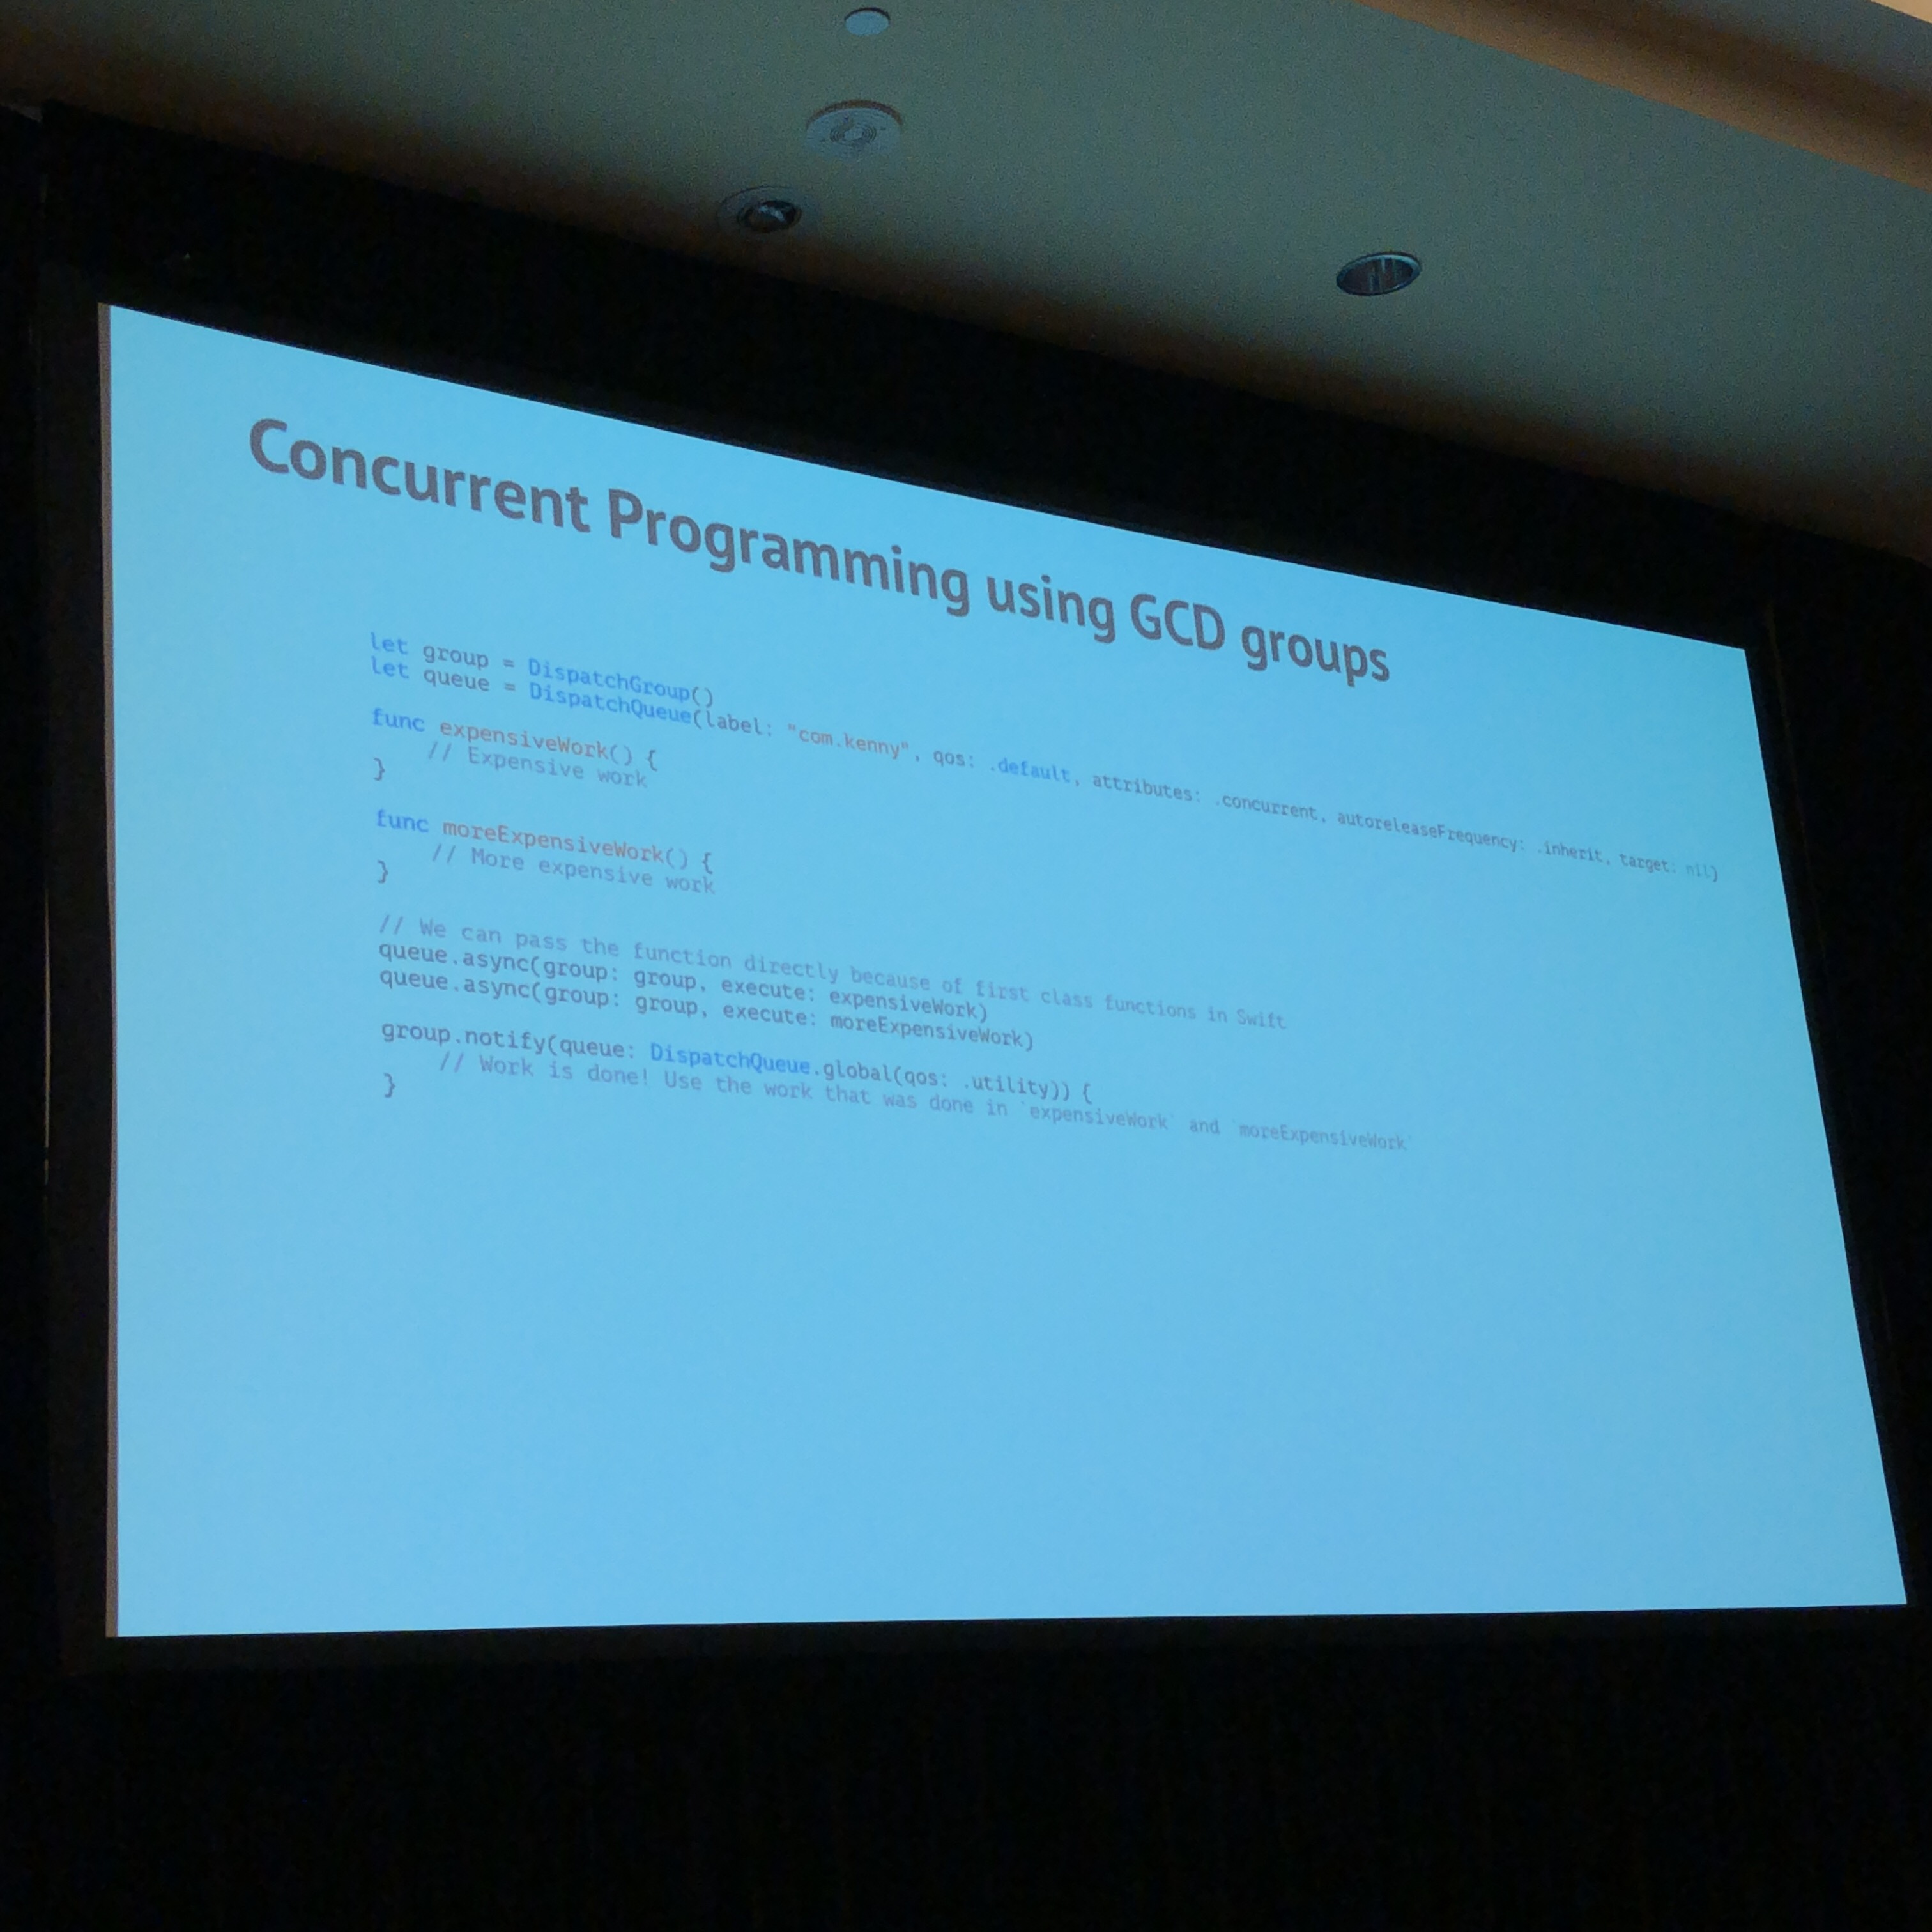 Concurrent Programming using GCD groups
let group = DispatchGroup()
let queue = DispatchQueue(label: "com.kenny", qos: .default, attributes: .concurrent, autoreleaseFrequency: .inherit, target: nil)
func expensiveWork() {
// Expensive work
}
func moreExpensiveWork() {
// More expensive work
}
// We can pass the function directly because of first class functions in Swift
queue.async(group: group, execute: expensiveWork)
queue.async(group: group, execute: moreExpensiveWork)
group.notify(queue: DispatchQueue.global(qos: .utility)) {
// Work is done! Use the work that was done in `expensiveWork` and `moreExpensiveWork`
}